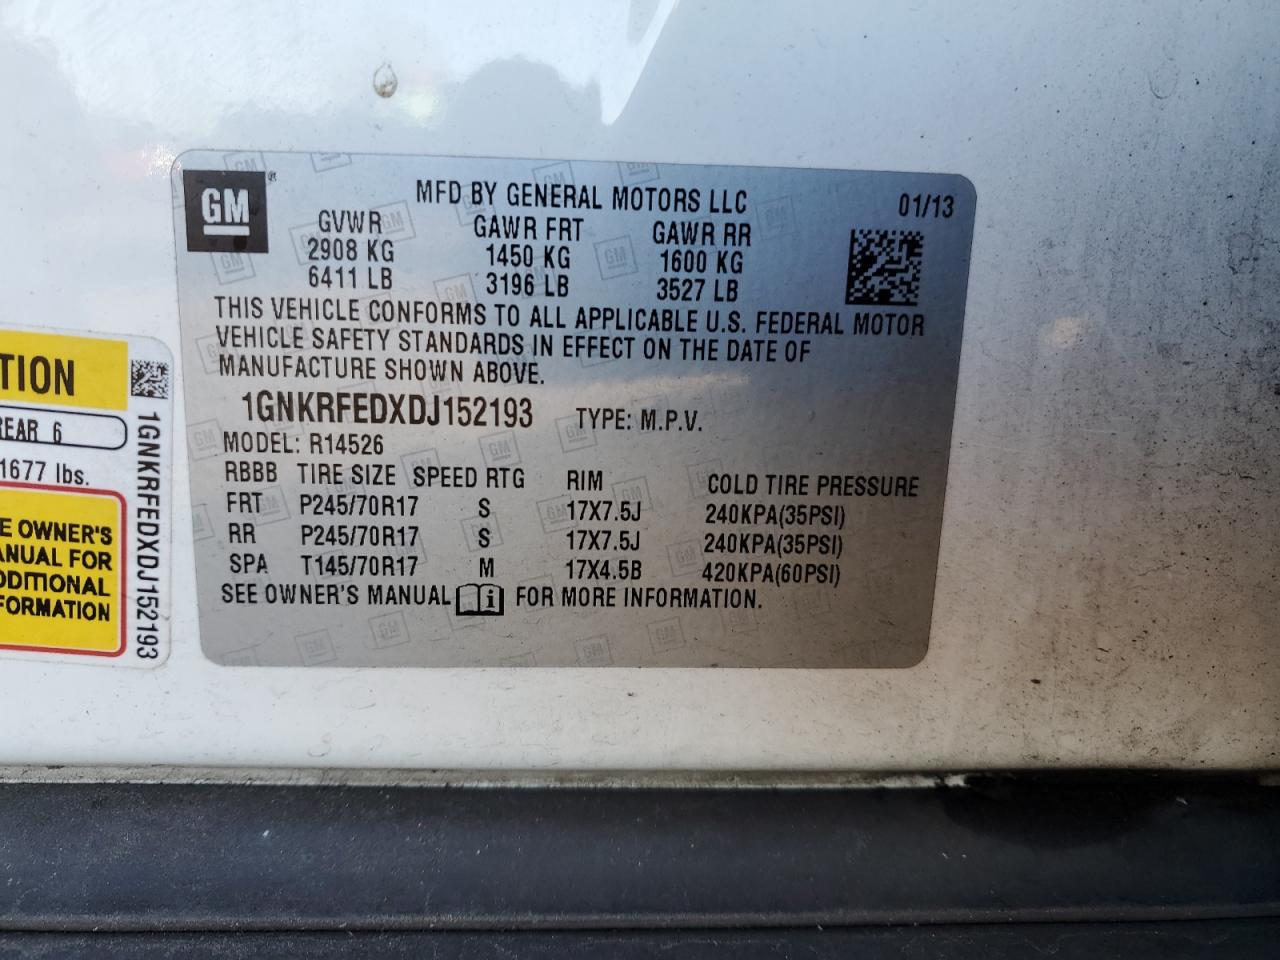 GM
MFD BY GENERAL MOTORS LLC 01/13
GVWR GAWR FRT GAWR RR
2908 KG 1450 KG 1600 KG
6411 LB 3196 LB 3527 LB
THIS VEHICLE CONFORMS TO ALL APPLICABLE U.S. FEDERAL MOTOR
VEHICLE SAFETY STANDARDS IN EFFECT ON THE DATE OF
MANUFACTURE SHOWN ABOVE.
1GNKRFEDXDJ152193 TYPE: M.P.V.
MODEL: R14526
RBBB TIRE SIZE SPEED RTG RIM COLD TIRE PRESSURE
FRT P245/70R17 S 17X7.5J 240KPA(35PSI)
RR P245/70R17 S 17X7.5J 240KPA(35PSI)
SPA T145/70R17 M 17X4.5B 420KPA(60PSI)
SEE OWNER'S MANUAL i FOR MORE INFORMATION.
TION
REAR 6
1677 lbs.
E OWNER'S
ANUAL FOR
DDITIONAL
FORMATION
1GNKRFEDXDJ152193